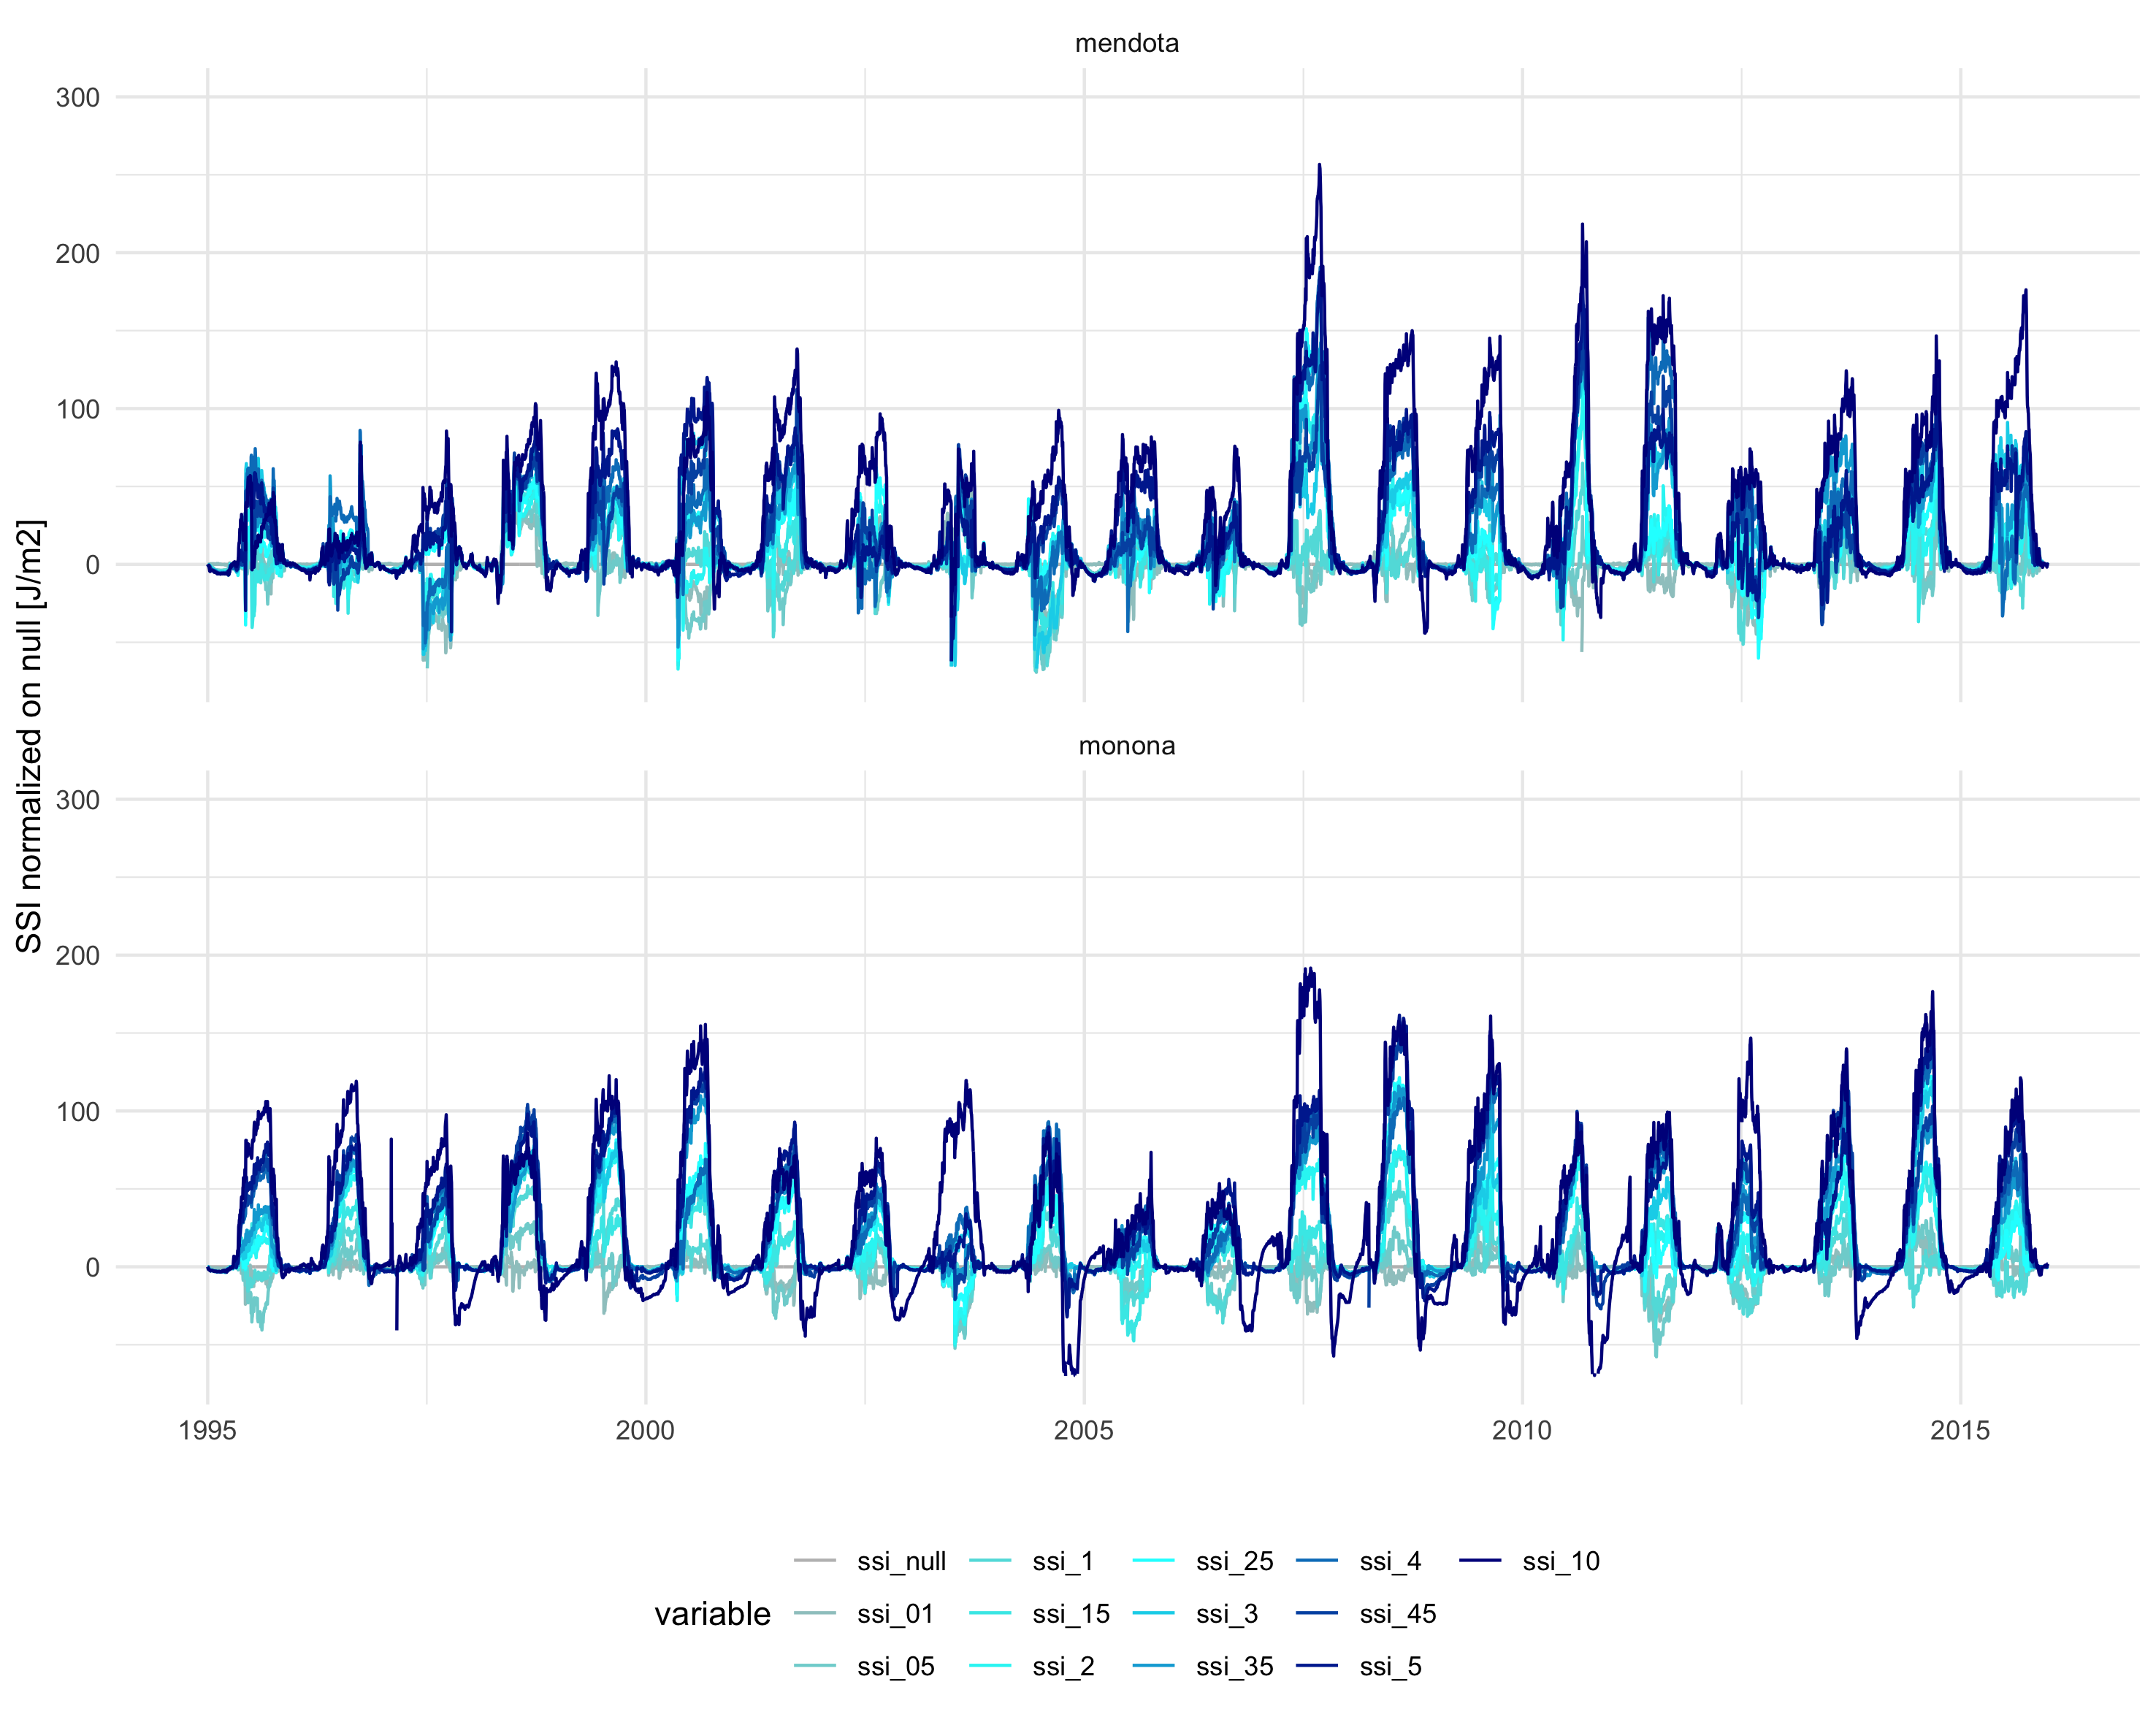 mendota
300
200
100
0
monona
300
200
100
0
SSI normalized on null [J/m2]
1995 2000 2005 2010 2015
variable
ssi_null ssi_1 ssi_25 ssi_4 ssi_10
ssi_01 ssi_15 ssi_3 ssi_45
ssi_05 ssi_2 ssi_35 ssi_5